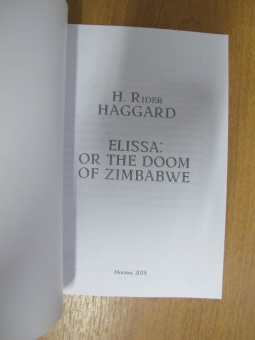 H. RIDER
HAGGARD
ELISSA:
OR THE DOOM
OF ZIMBABWE
Москва, 2018